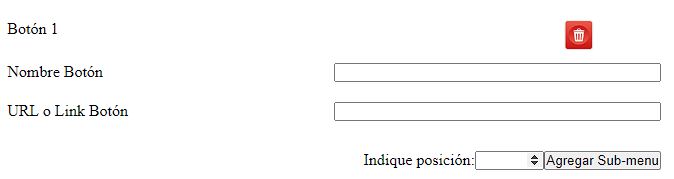 Botón 1
Nombre Botón
URL o Link Botón
Indique posición: Agregar Sub-menu